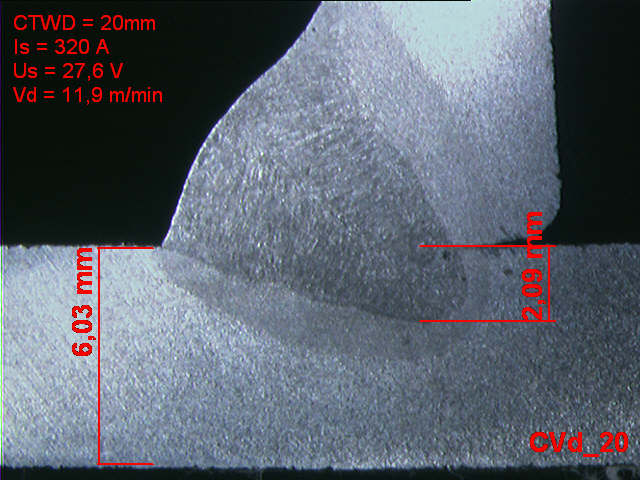 CTWD = 20mm
Is = 320 A
Us = 27,6 V
Vd = 11,9 m/min
6,03 mm
2,09 mm
CVd_20